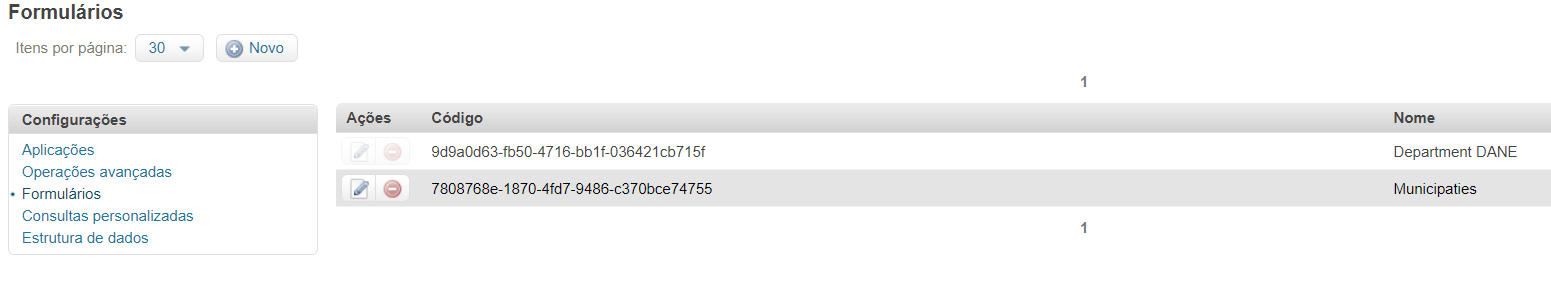 Formulários
Itens por página: 30 Novo
1
Configurações
Aplicações
Operações avançadas
Formulários
Consultas personalizadas
Estrutura de dados
Ações Código Nome
9d9a0d63-fb50-4716-bb1f-036421cb715f Department DANE
7808768e-1870-4fd7-9486-c370bce74755 Municipaties
1